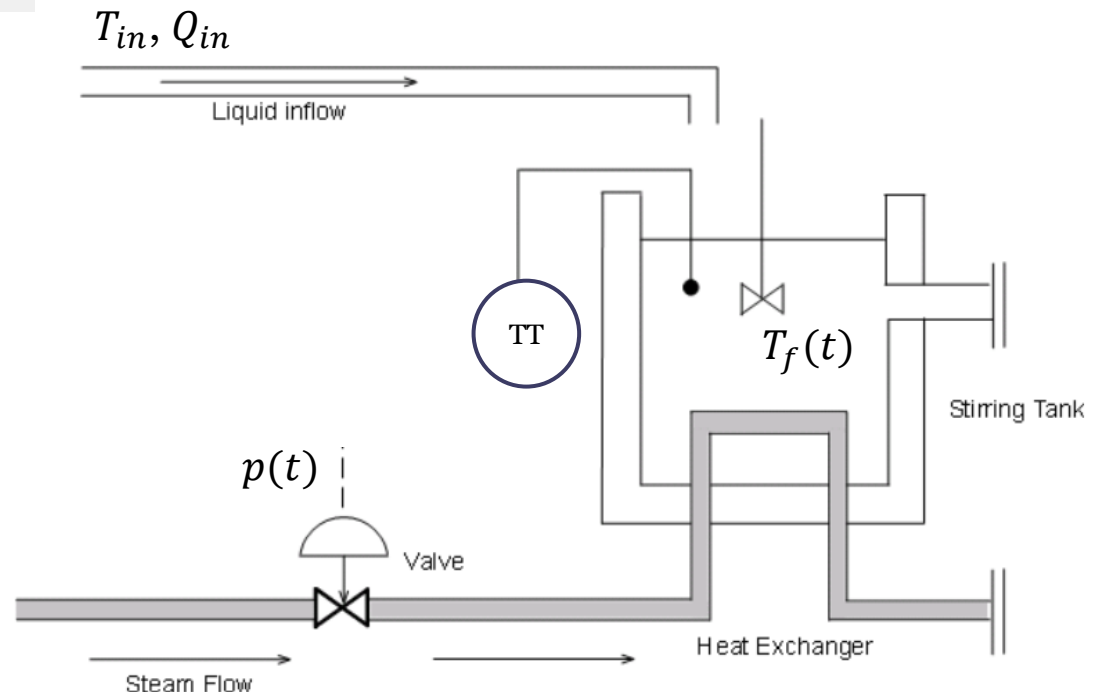 T_in, Q_in
Liquid inflow
TT
T_f(t)
Stirring Tank
p(t)
Valve
Heat Exchanger
Steam Flow